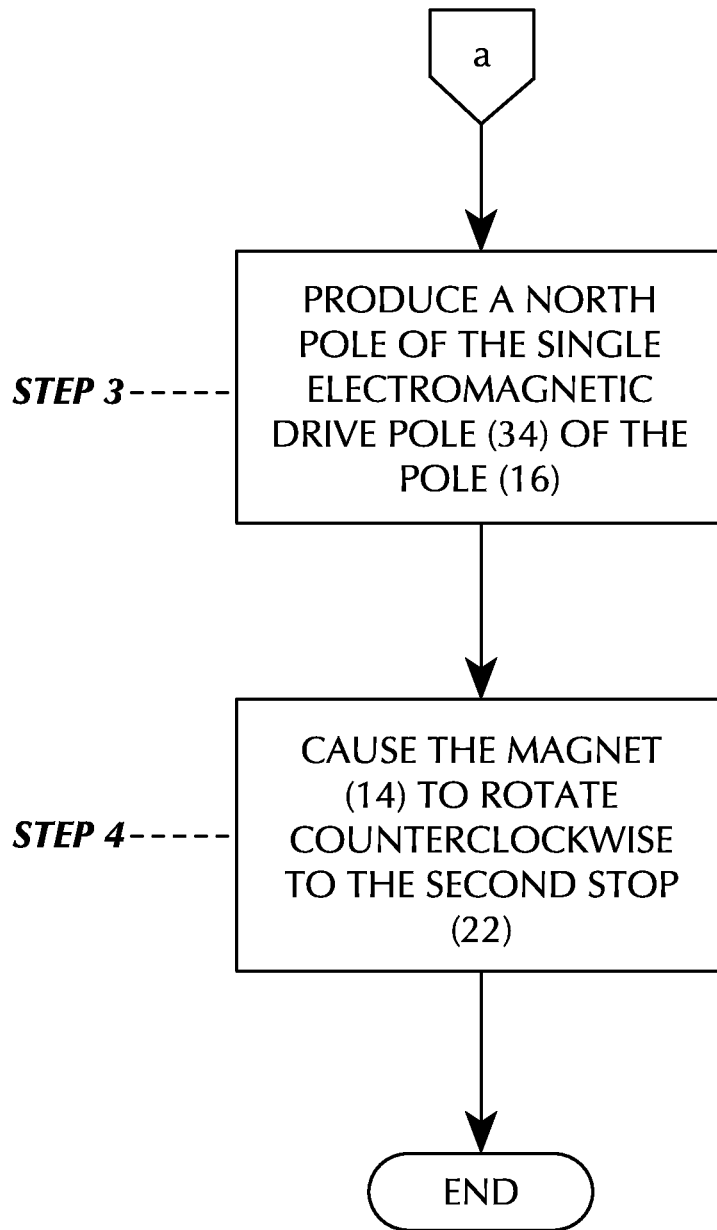 a
PRODUCE A NORTH
POLE OF THE SINGLE
ELECTROMAGNETIC
DRIVE POLE (34) OF THE
POLE (16)
STEP 3
CAUSE THE MAGNET
(14) TO ROTATE
COUNTERCLOCKWISE
TO THE SECOND STOP
(22)
STEP 4
END